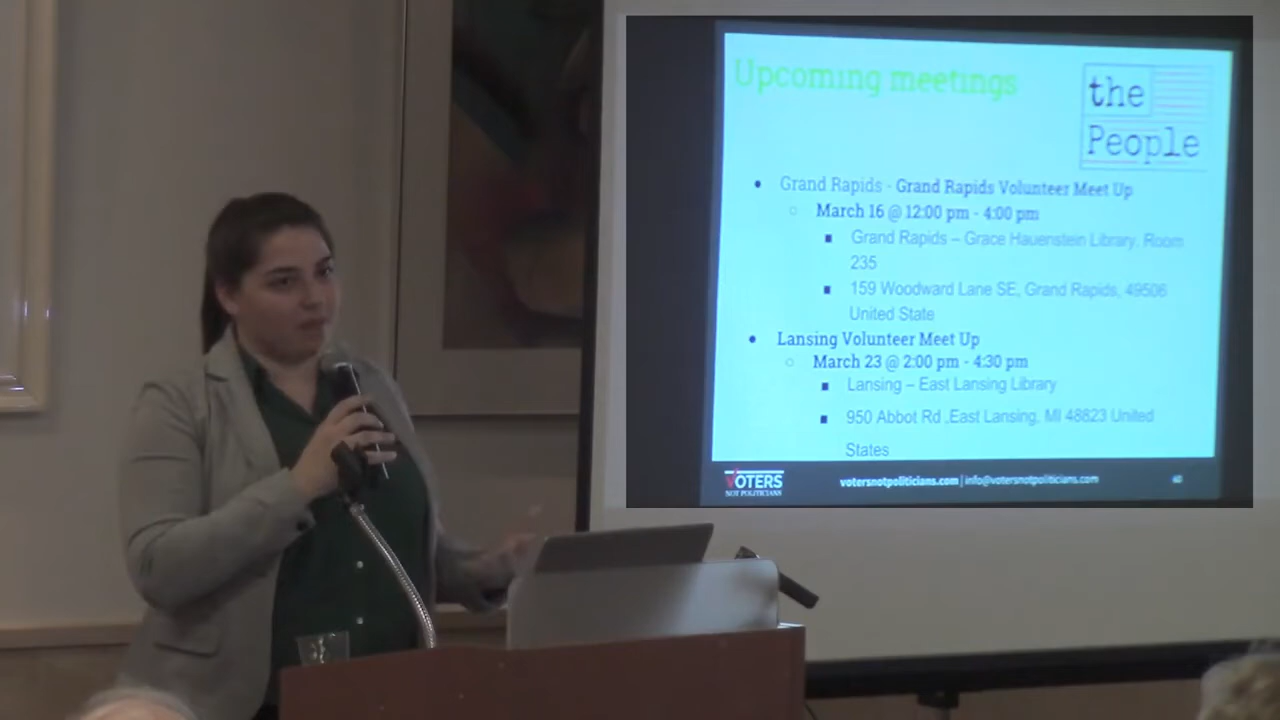 Upcoming meetings
the
People
• Grand Rapids - Grand Rapids Volunteer Meet Up
○ March 16 @ 12:00 pm - 4:00 pm
■ Grand Rapids – Grace Hauenstein Library. Room
235
■ 159 Woodward Lane SE, Grand Rapids, 49506
United State
• Lansing Volunteer Meet Up
○ March 23 @ 2:00 pm - 4:30 pm
■ Lansing – East Lansing Library
■ 950 Abbot Rd ,East Lansing, MI 48823 United
States
VOTERS
NOT POLITICIANS
votersnotpoliticians.com | info@votersnotpoliticians.com